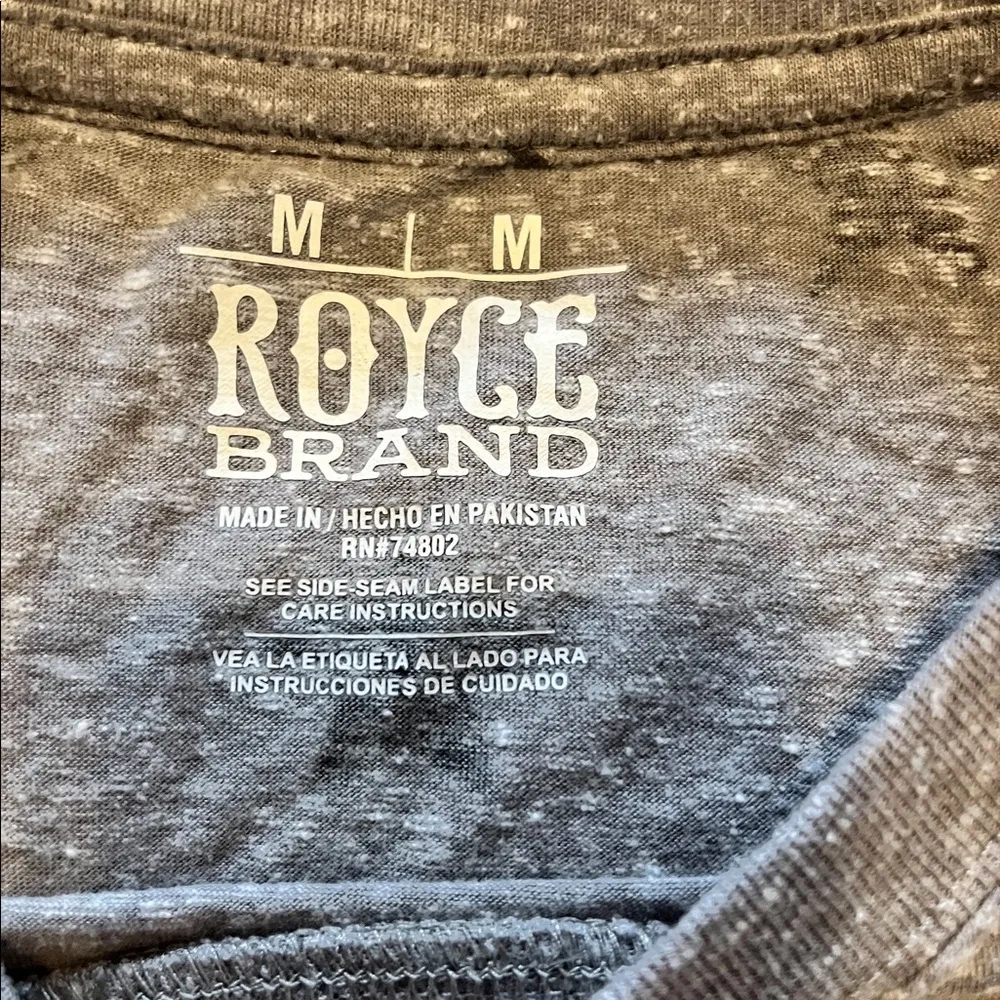 M | M
ROYCE
BRAND
MADE IN / HECHO EN PAKISTAN
RN#74802
SEE SIDE-SEAM LABEL FOR
CARE INSTRUCTIONS
VEA LA ETIQUETA AL LADO PARA
INSTRUCCIONES DE CUIDADO